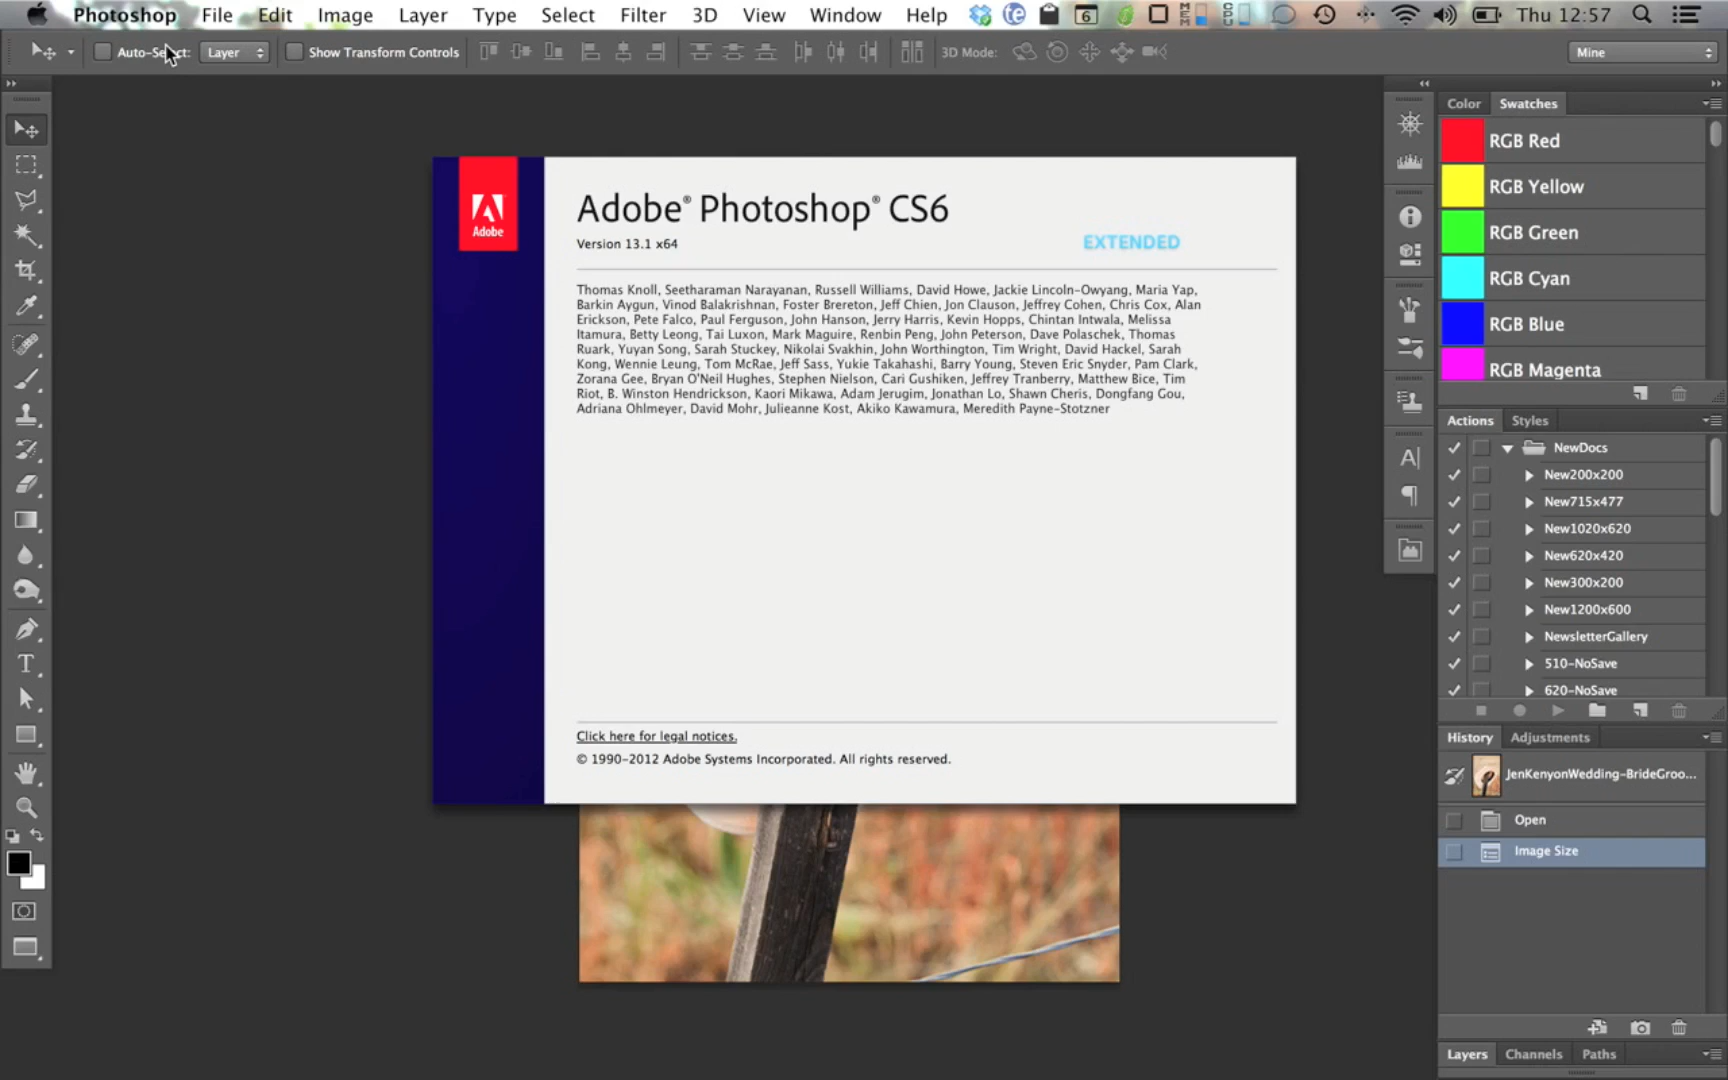 Photoshop File Edit Image Layer Type Select Filter 3D View Window Help te 6 Thu 12:57
Layer Show Transform Controls 3D Mode: Mine
Color Swatches
RGB Red
RGB Yellow
RGB Green
RGB Cyan
RGB Blue
RGB Magenta
Adobe
Adobe® Photoshop® CS6
Version 13.1 x64
EXTENDED
Thomas Knoll, Seetharaman Narayanan, Russell Williams, David Howe, Jackie Lincoln-Owyang, Maria Yap,
Barkin Aygun, Vinod Balakrishnan, Foster Brereton, Jeff Chien, Jon Clauson, Jeffrey Cohen, Chris Cox, Alan
Erickson, Pete Falco, Paul Ferguson, John Hanson, Jerry Harris, Kevin Hopps, Chintan Intwala, Melissa
Itamura, Betty Leong, Tai Luxon, Mark Maguire, Renbin Peng, John Peterson, Dave Polaschek, Thomas
Ruark, Yuyan Song, Sarah Stuckey, Nikolai Svakhin, John Worthington, Tim Wright, David Hackel, Sarah
Kong, Wennie Leung, Tom McRae, Jeff Sass, Yukie Takahashi, Barry Young, Steven Eric Snyder, Pam Clark,
Zorana Gee, Bryan O'Neil Hughes, Stephen Nielson, Cari Gushiken, Jeffrey Tranberry, Matthew Bice, Tim
Riot, B. Winston Hendrickson, Kaori Mikawa, Adam Jerugim, Jonathan Lo, Shawn Cheris, Dongfang Gou,
Adriana Ohlmeyer, David Mohr, Julieanne Kost, Akiko Kawamura, Meredith Payne-Stotzner
Click here for legal notices.
© 1990-2012 Adobe Systems Incorporated. All rights reserved.
Actions Styles
NewDocs
New200x200
New715x477
New1020x620
New620x420
New300x200
New1200x600
NewsletterGallery
510-NoSave
620-NoSave
History Adjustments
JenKenyonWedding-BrideGroo...
Open
Image Size
Layers Channels Paths